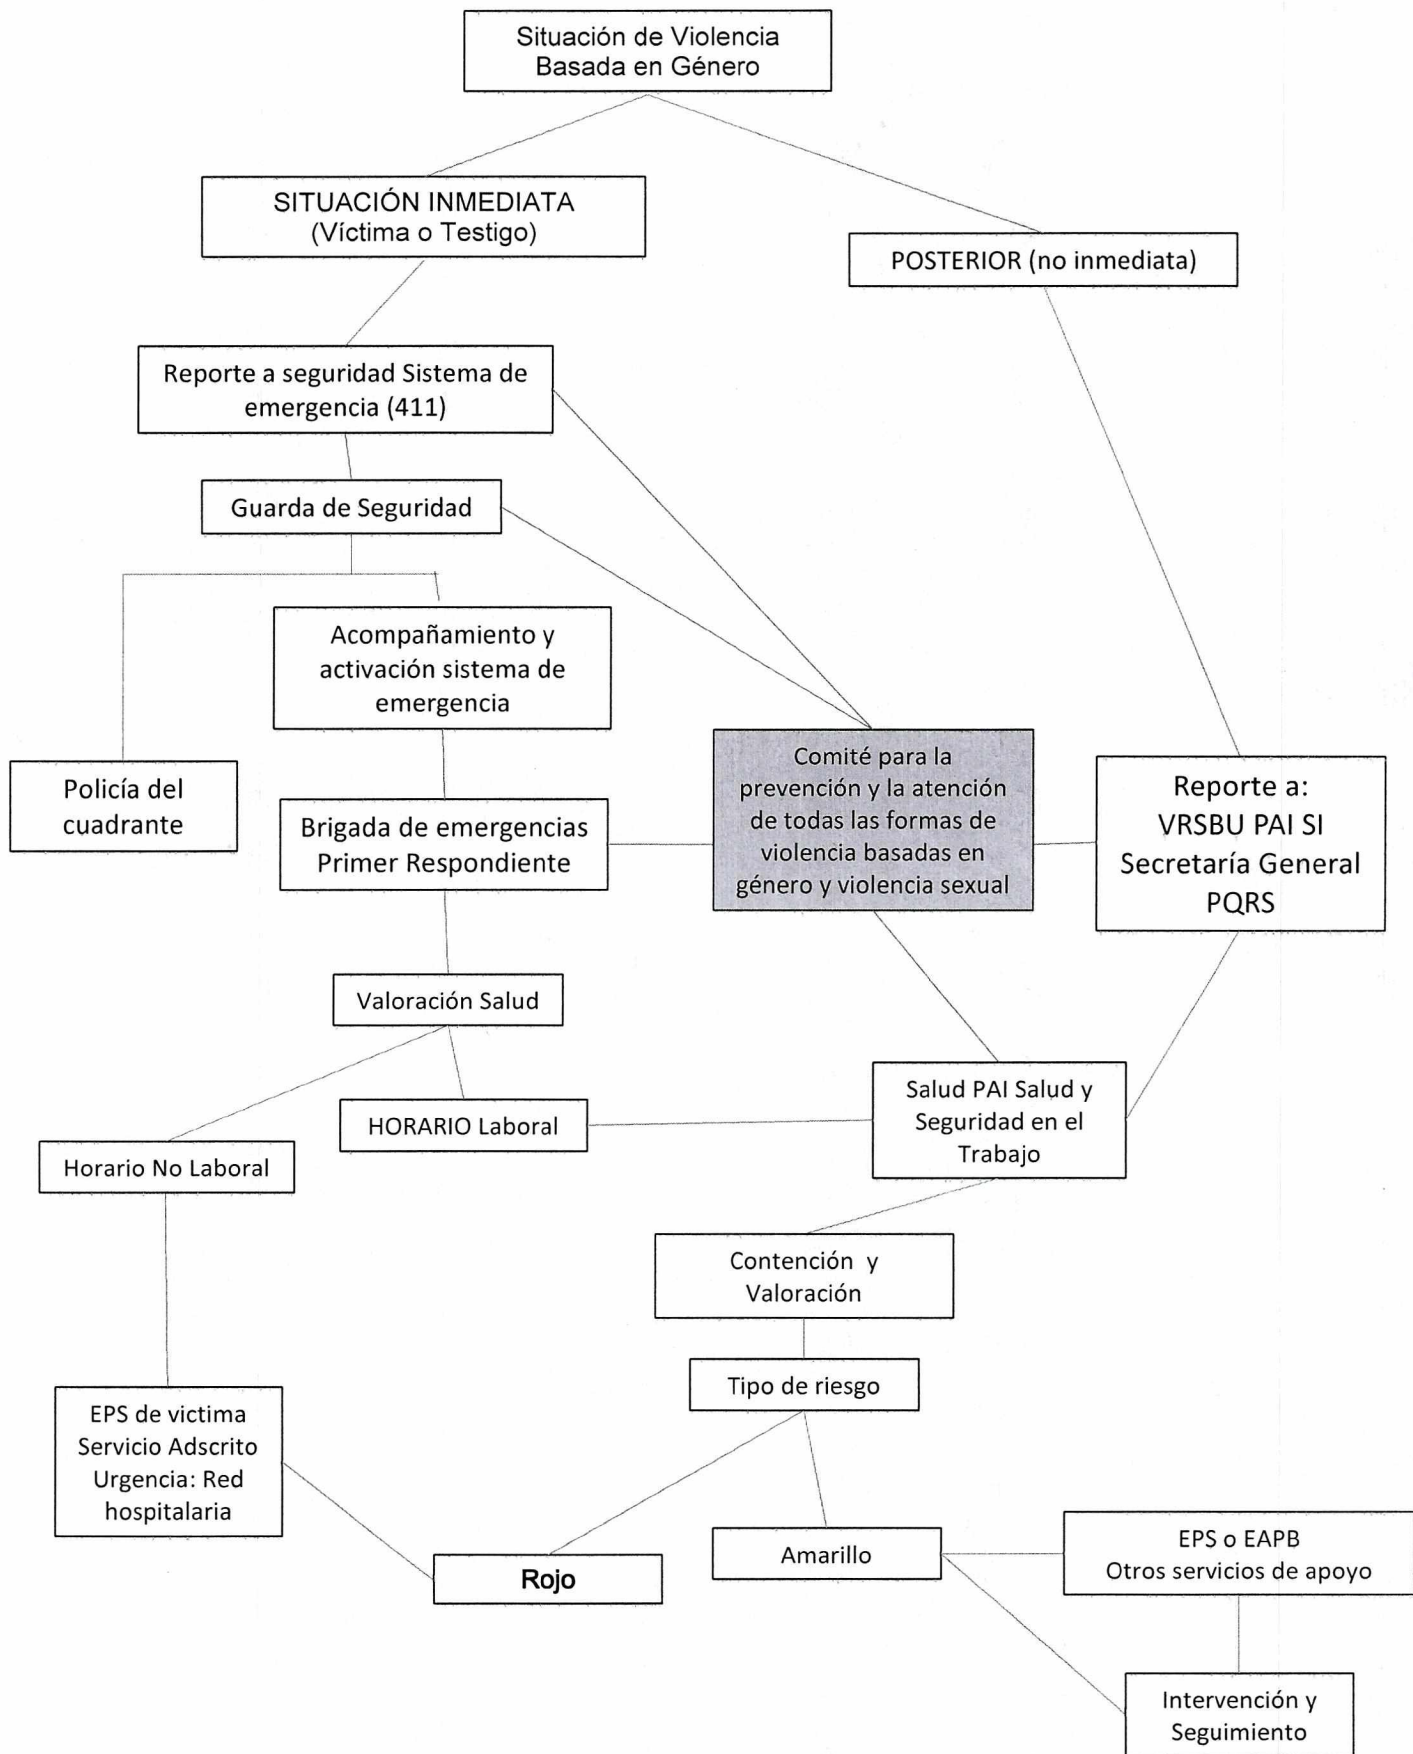 Situación de Violencia
Basada en Género
SITUACIÓN INMEDIATA
(Víctima o Testigo)
POSTERIOR (no inmediata)
Reporte a seguridad Sistema de
emergencia (411)
Guarda de Seguridad
Acompañamiento y
activación sistema de
emergencia
Policía del
cuadrante
Brigada de emergencias
Primer Respondiente
Comité para la
prevención y la atención
de todas las formas de
violencia basadas en
género y violencia sexual
Reporte a:
VRSBU PAI SI
Secretaría General
PQRS
Valoración Salud
HORARIO Laboral
Horario No Laboral
Salud PAI Salud y
Seguridad en el
Trabajo
Contención y
Valoración
Tipo de riesgo
EPS de victima
Servicio Adscrito
Urgencia: Red
hospitalaria
Rojo
Amarillo
EPS o EAPB
Otros servicios de apoyo
Intervención y
Seguimiento